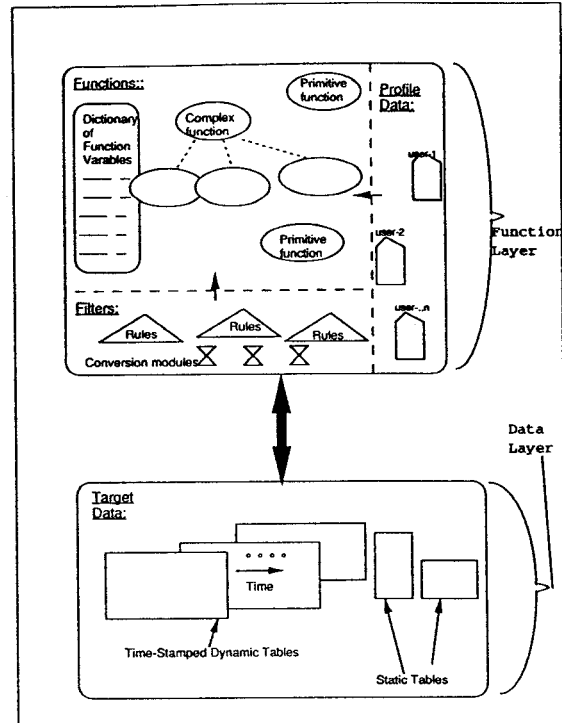 Functions::
Primitive
function
Profile
Data:
Dictionary
of
Function
Variables
Complex
function
user-1
Primitive
function
user-2
Function
Layer
Filters:
Rules
Rules
Rules
user-..n
Conversion modules
Data
Layer
Target
Data:
Time
Time-Stamped Dynamic Tables
Static Tables